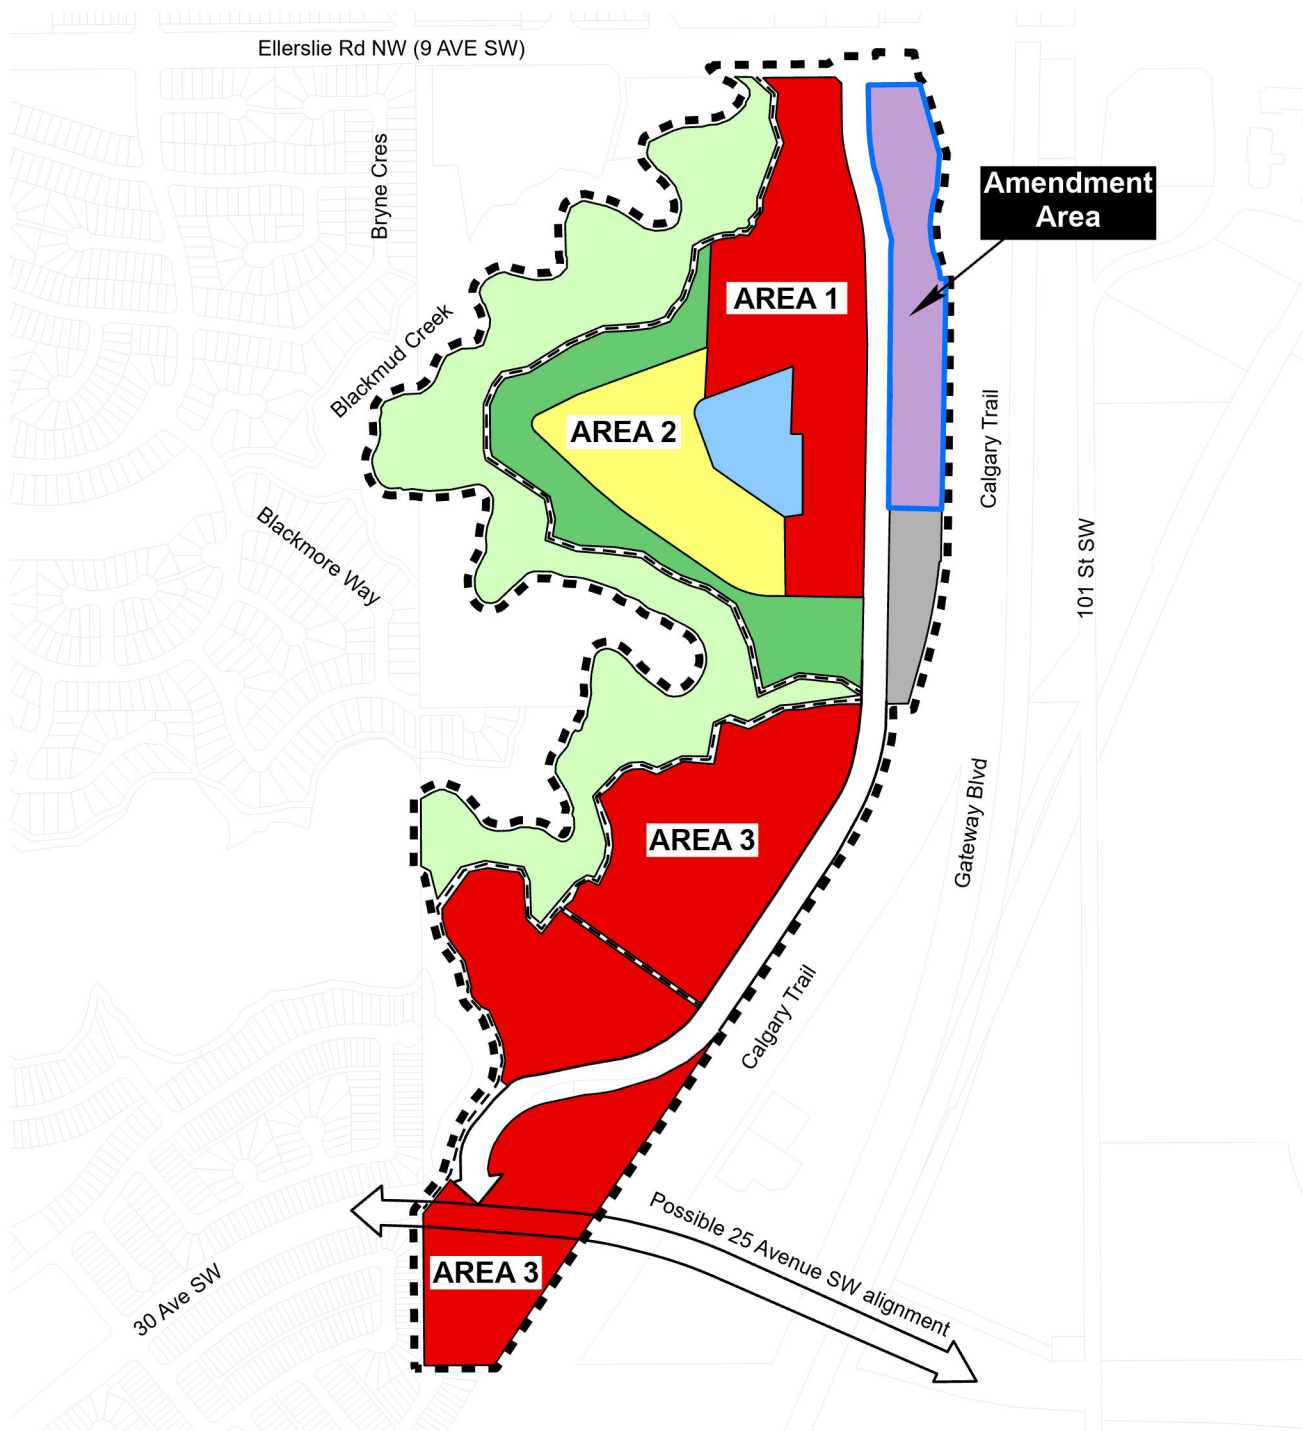 Ellerslie Rd NW (9 AVE SW)
Bryne Cres
Amendment
Area
AREA 1
Blackmud Creek
AREA 2
Calgary Trail
Blackmore Way
101 St SW
AREA 3
Gateway Blvd
Calgary Trail
Possible 25 Avenue SW alignment
AREA 3
30 Ave SW